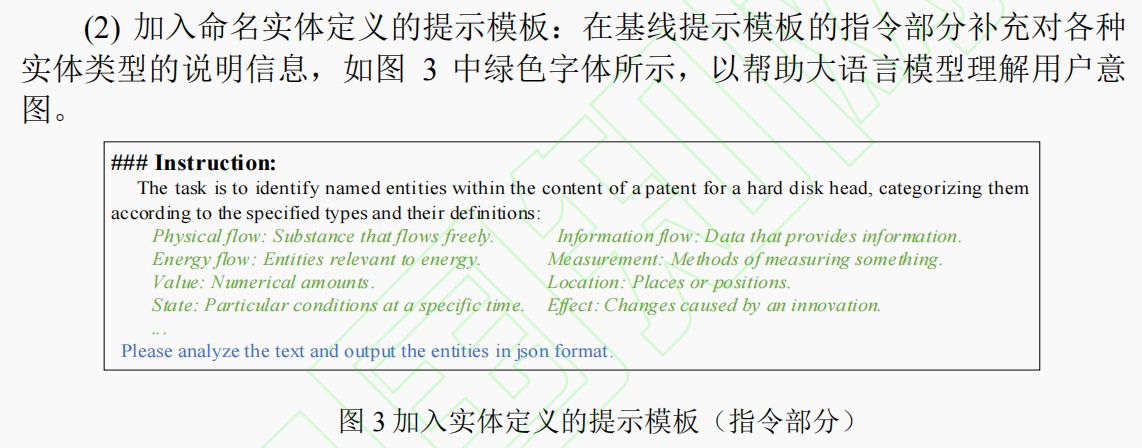 (2) 加入命名实体定义的提示模板：在基线提示模板的指令部分补充对各种
实体类型的说明信息，如图 3 中绿色字体所示，以帮助大语言模型理解用户意
图。
### Instruction:
The task is to identify named entities within the content of a patent for a hard disk head, categorizing them
according to the specified types and their definitions:
Physical flow: Substance that flows freely. Information flow: Data that provides information.
Energy flow: Entities relevant to energy. Measurement: Methods of measuring something.
Value: Numerical amounts. Location: Places or positions.
State: Particular conditions at a specific time. Effect: Changes caused by an innovation.
...
Please analyze the text and output the entities in json format.
图 3 加入实体定义的提示模板（指令部分）